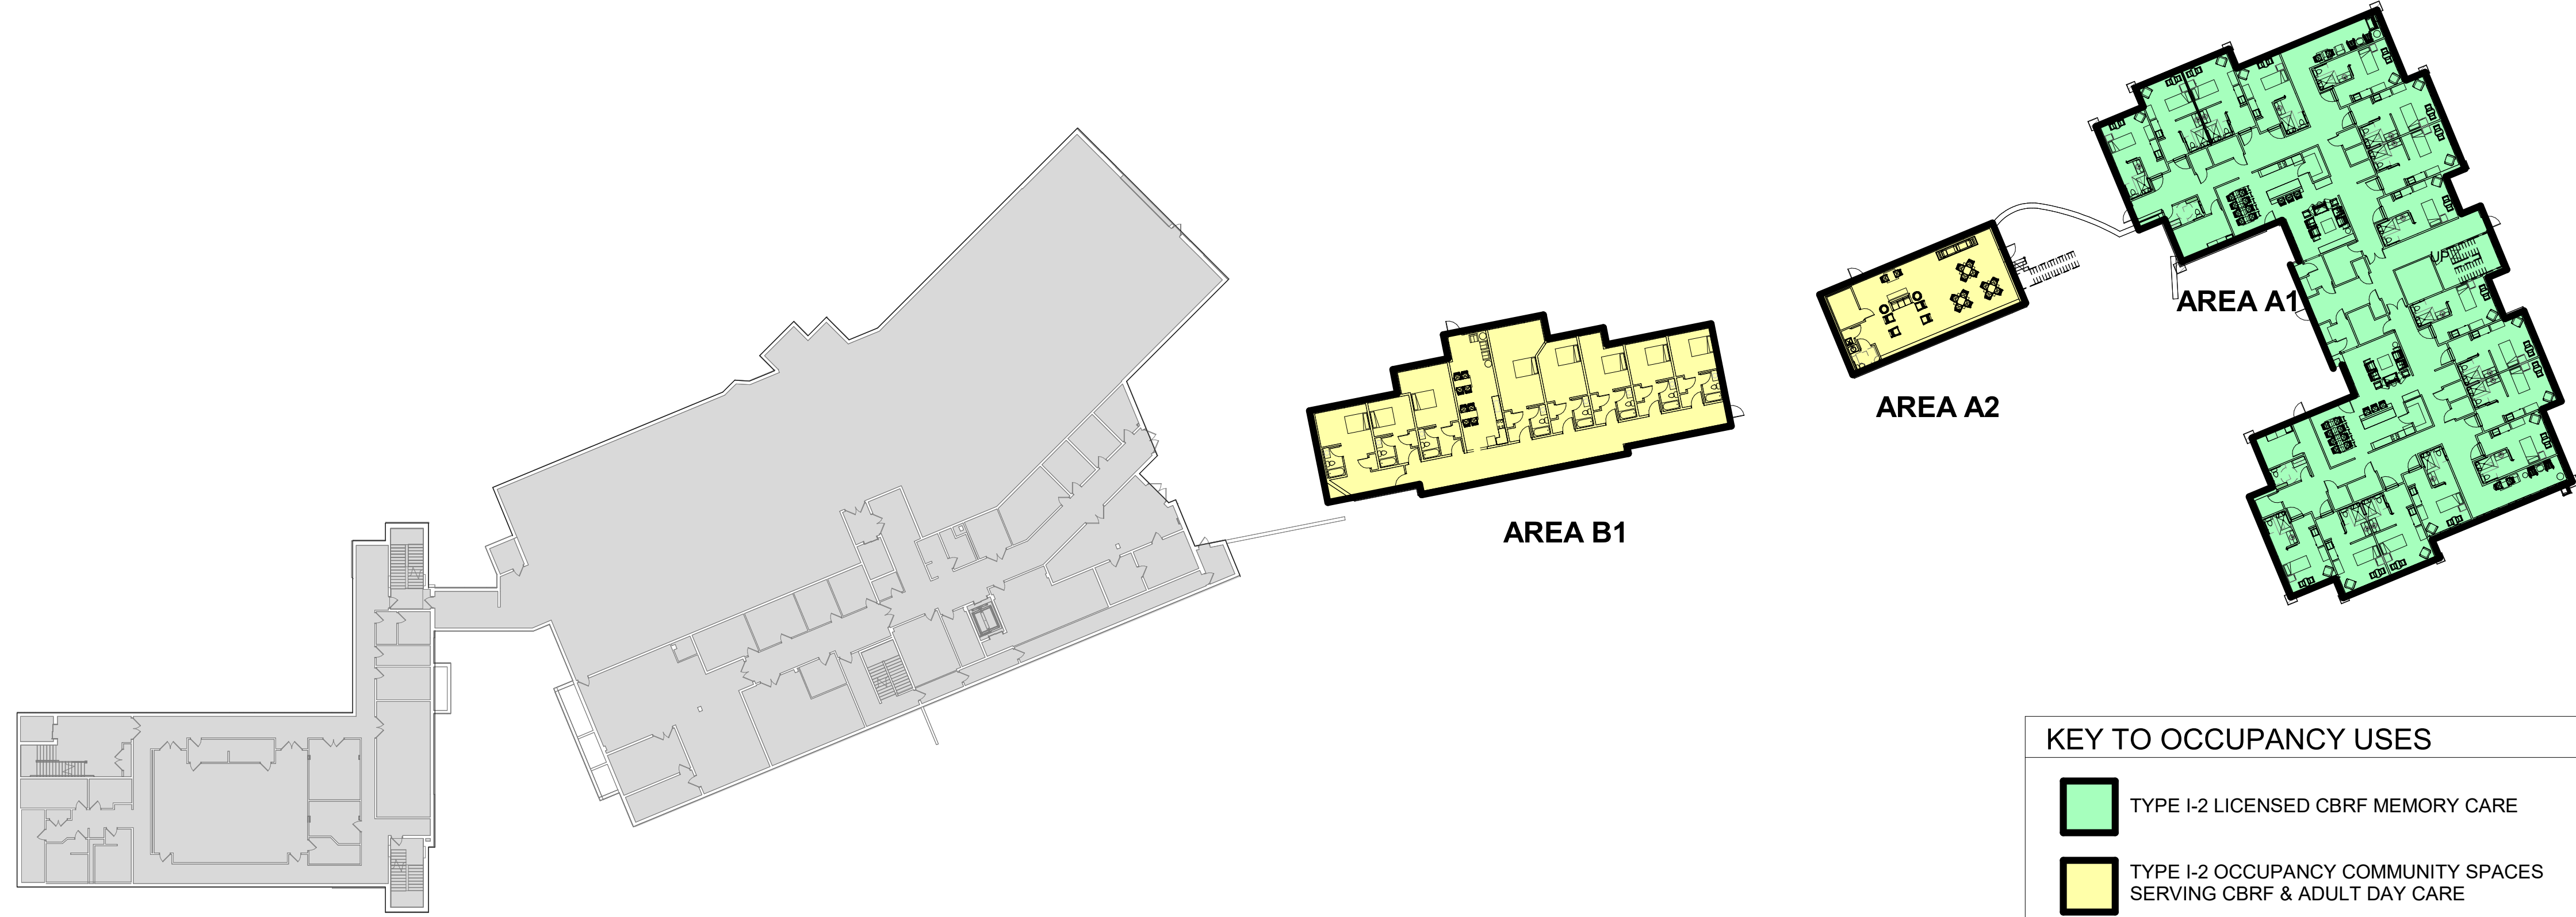 UP
AREA A1
AREA A2
AREA B1
KEY TO OCCUPANCY USES
TYPE I-2 LICENSED CBRF MEMORY CARE
TYPE I-2 OCCUPANCY COMMUNITY SPACES
SERVING CBRF & ADULT DAY CARE